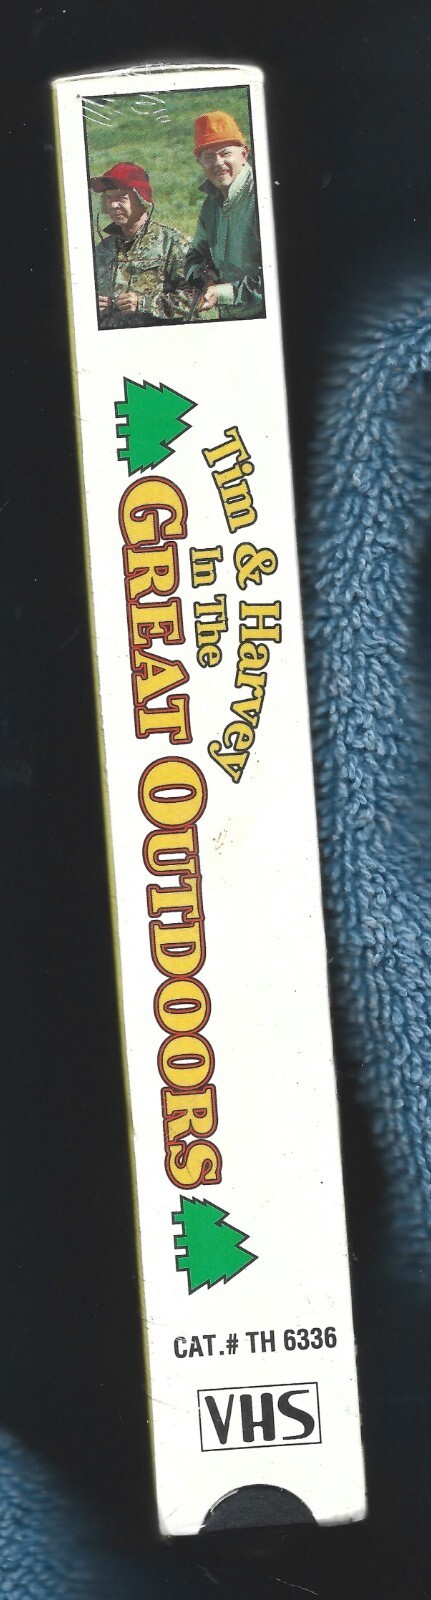 Tim & Harvey
In The
GREAT OUTDOORS
CAT.# TH 6336
VHS